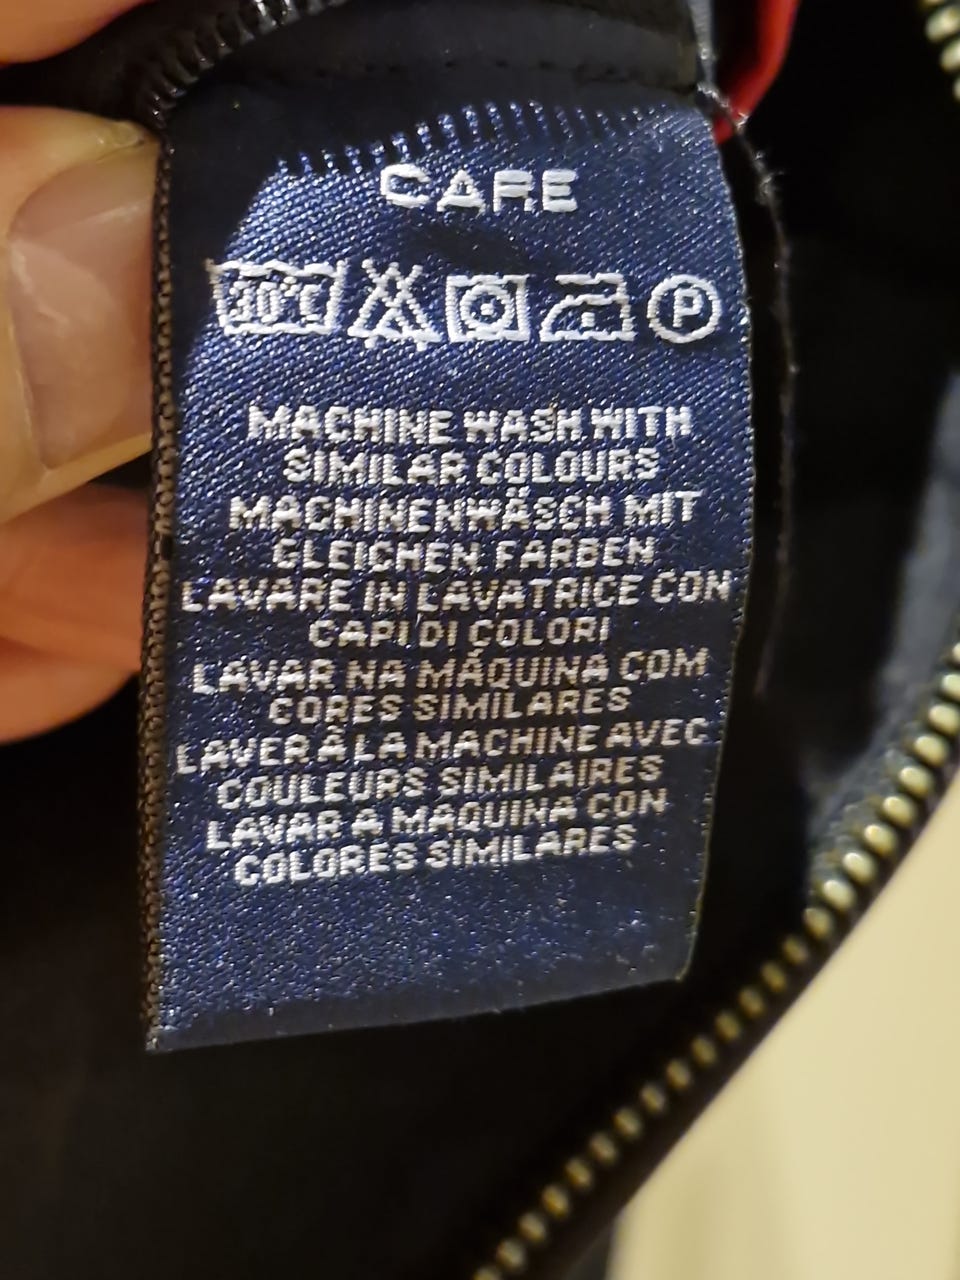 CARE
30°C
P
MACHINE WASH WITH
SIMILAR COLOURS
MACHINENWÄSCH MIT
GLEICHEN FARBEN
LAVARE IN LAVATRICE CON
CAPI DI COLORI
LAVAR NA MÁQUINA COM
CORES SIMILARES
LAVER À LA MACHINE AVEC
COULEURS SIMILAIRES
LAVAR A MAQUINA CON
COLORES SIMILARES